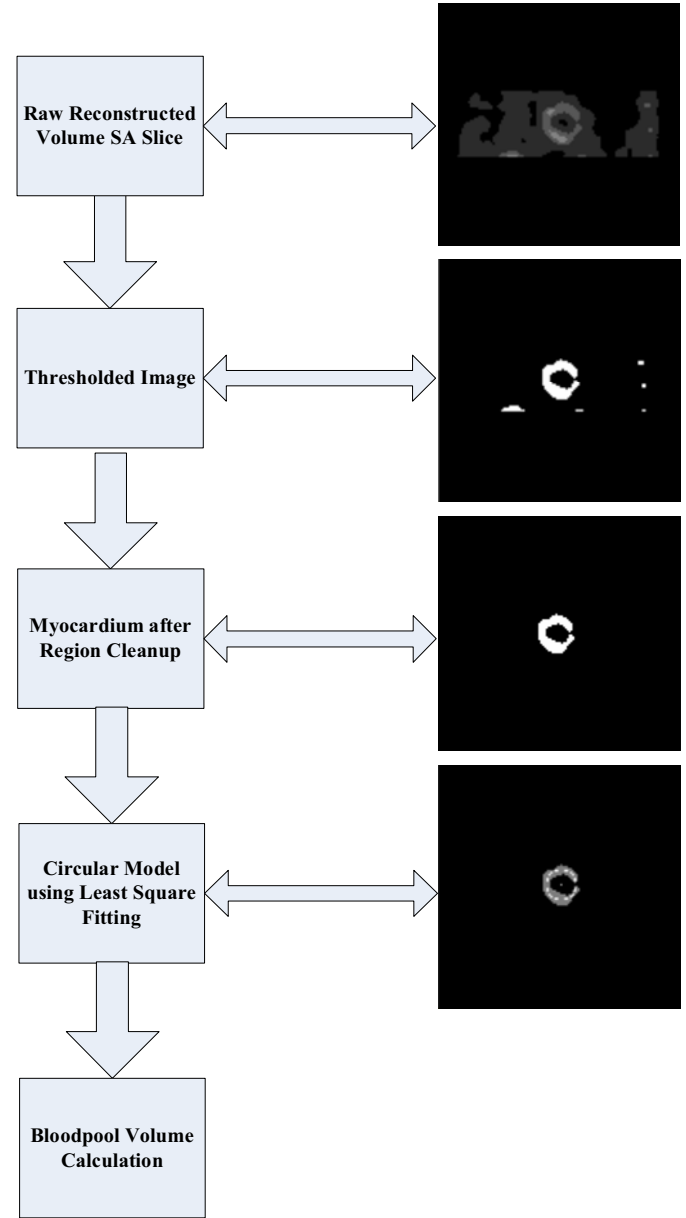 Raw Reconstructed
Volume SA Slice
Thresholded Image
Myocardium after
Region Cleanup
Circular Model
using Least Square
Fitting
Bloodpool Volume
Calculation